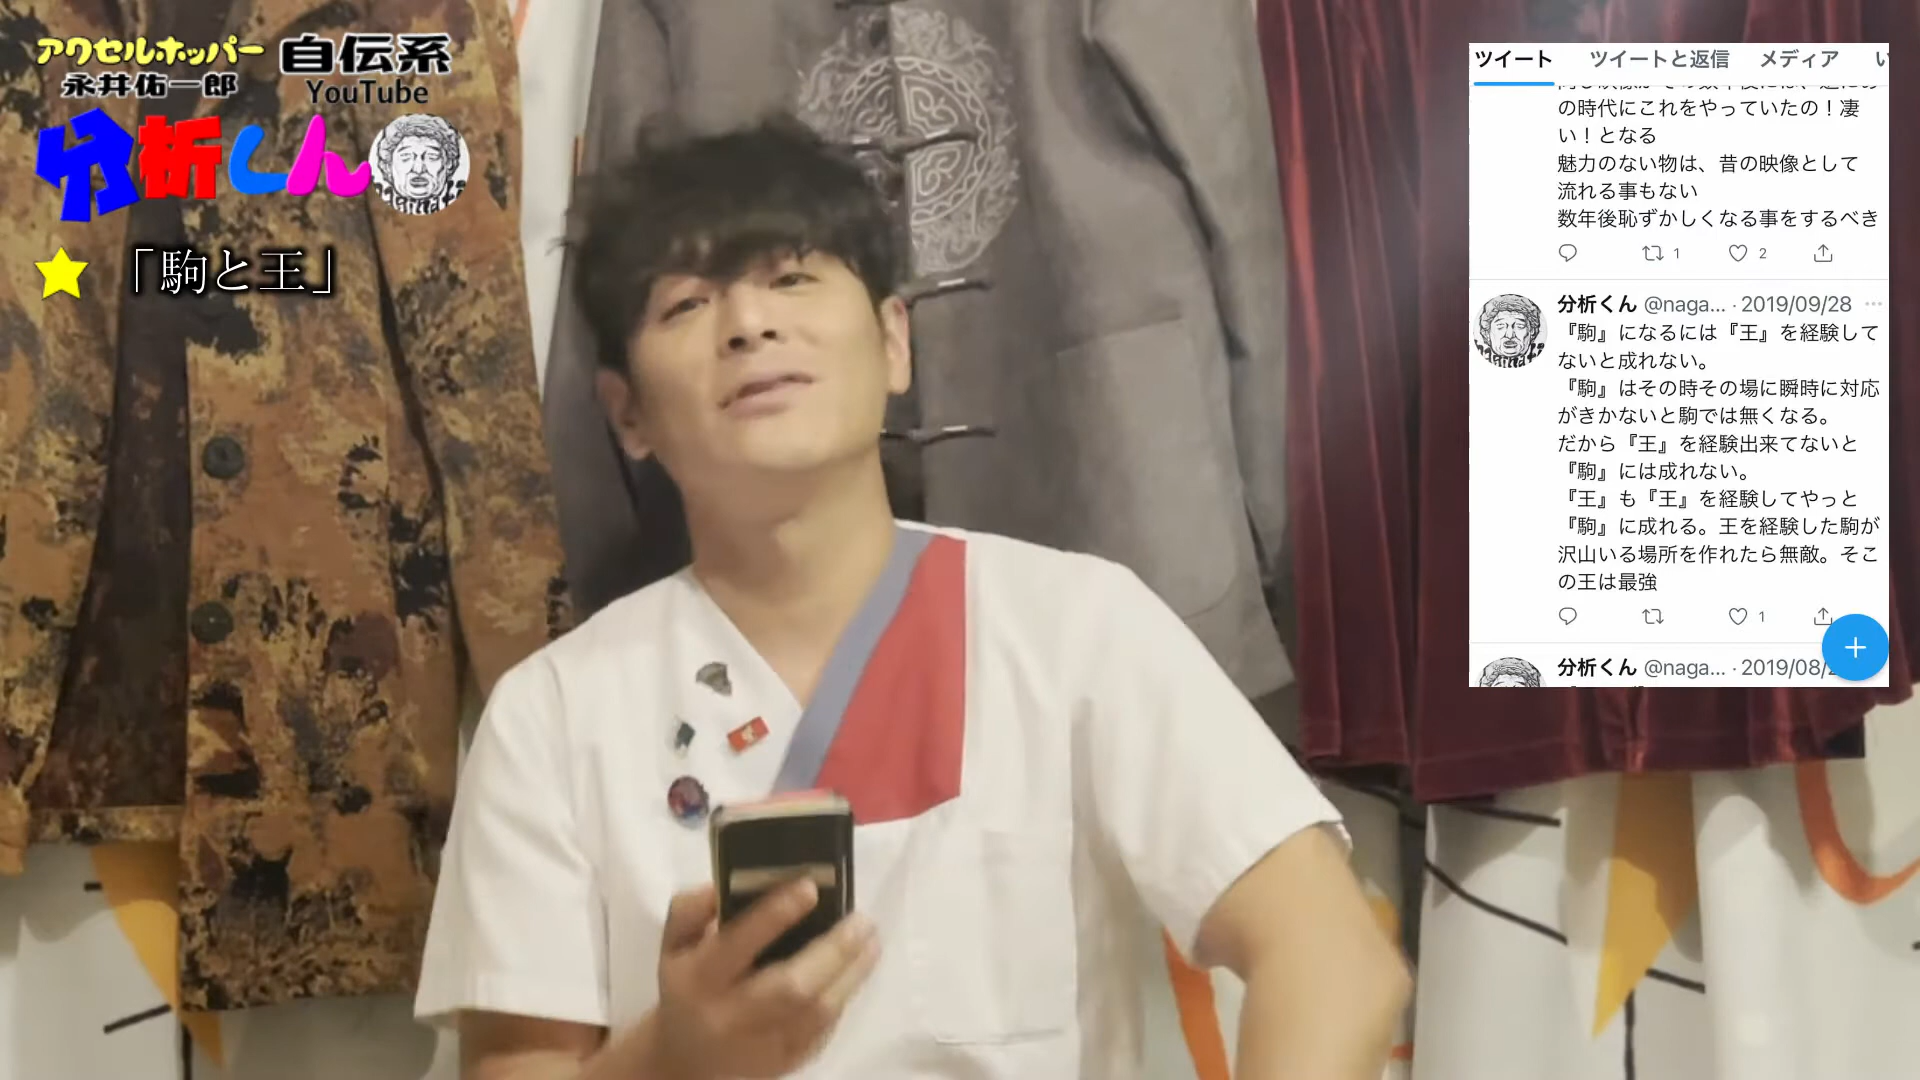 アクセルホッパー
永井佑一郎
自伝系
YouTube
分析くん
「駒と王」
ツイート ツイートと返信 メディア い
の時代にこれをやっていたの！凄
い！となる
魅力のない物は、昔の映像として
流れる事もない
数年後恥ずかしくなる事をするべき
1 2
分析くん @naga... · 2019/09/28
『駒』になるには『王』を経験して
ないと成れない。
『駒』はその時その場に瞬時に対応
がきかないと駒では無くなる。
だから『王』を経験出来てないと
『駒』には成れない。
『王』も『王』を経験してやっと
『駒』に成れる。王を経験した駒が
沢山いる場所を作れたら無敵。そこ
の王は最強
1
分析くん @naga... · 2019/08/